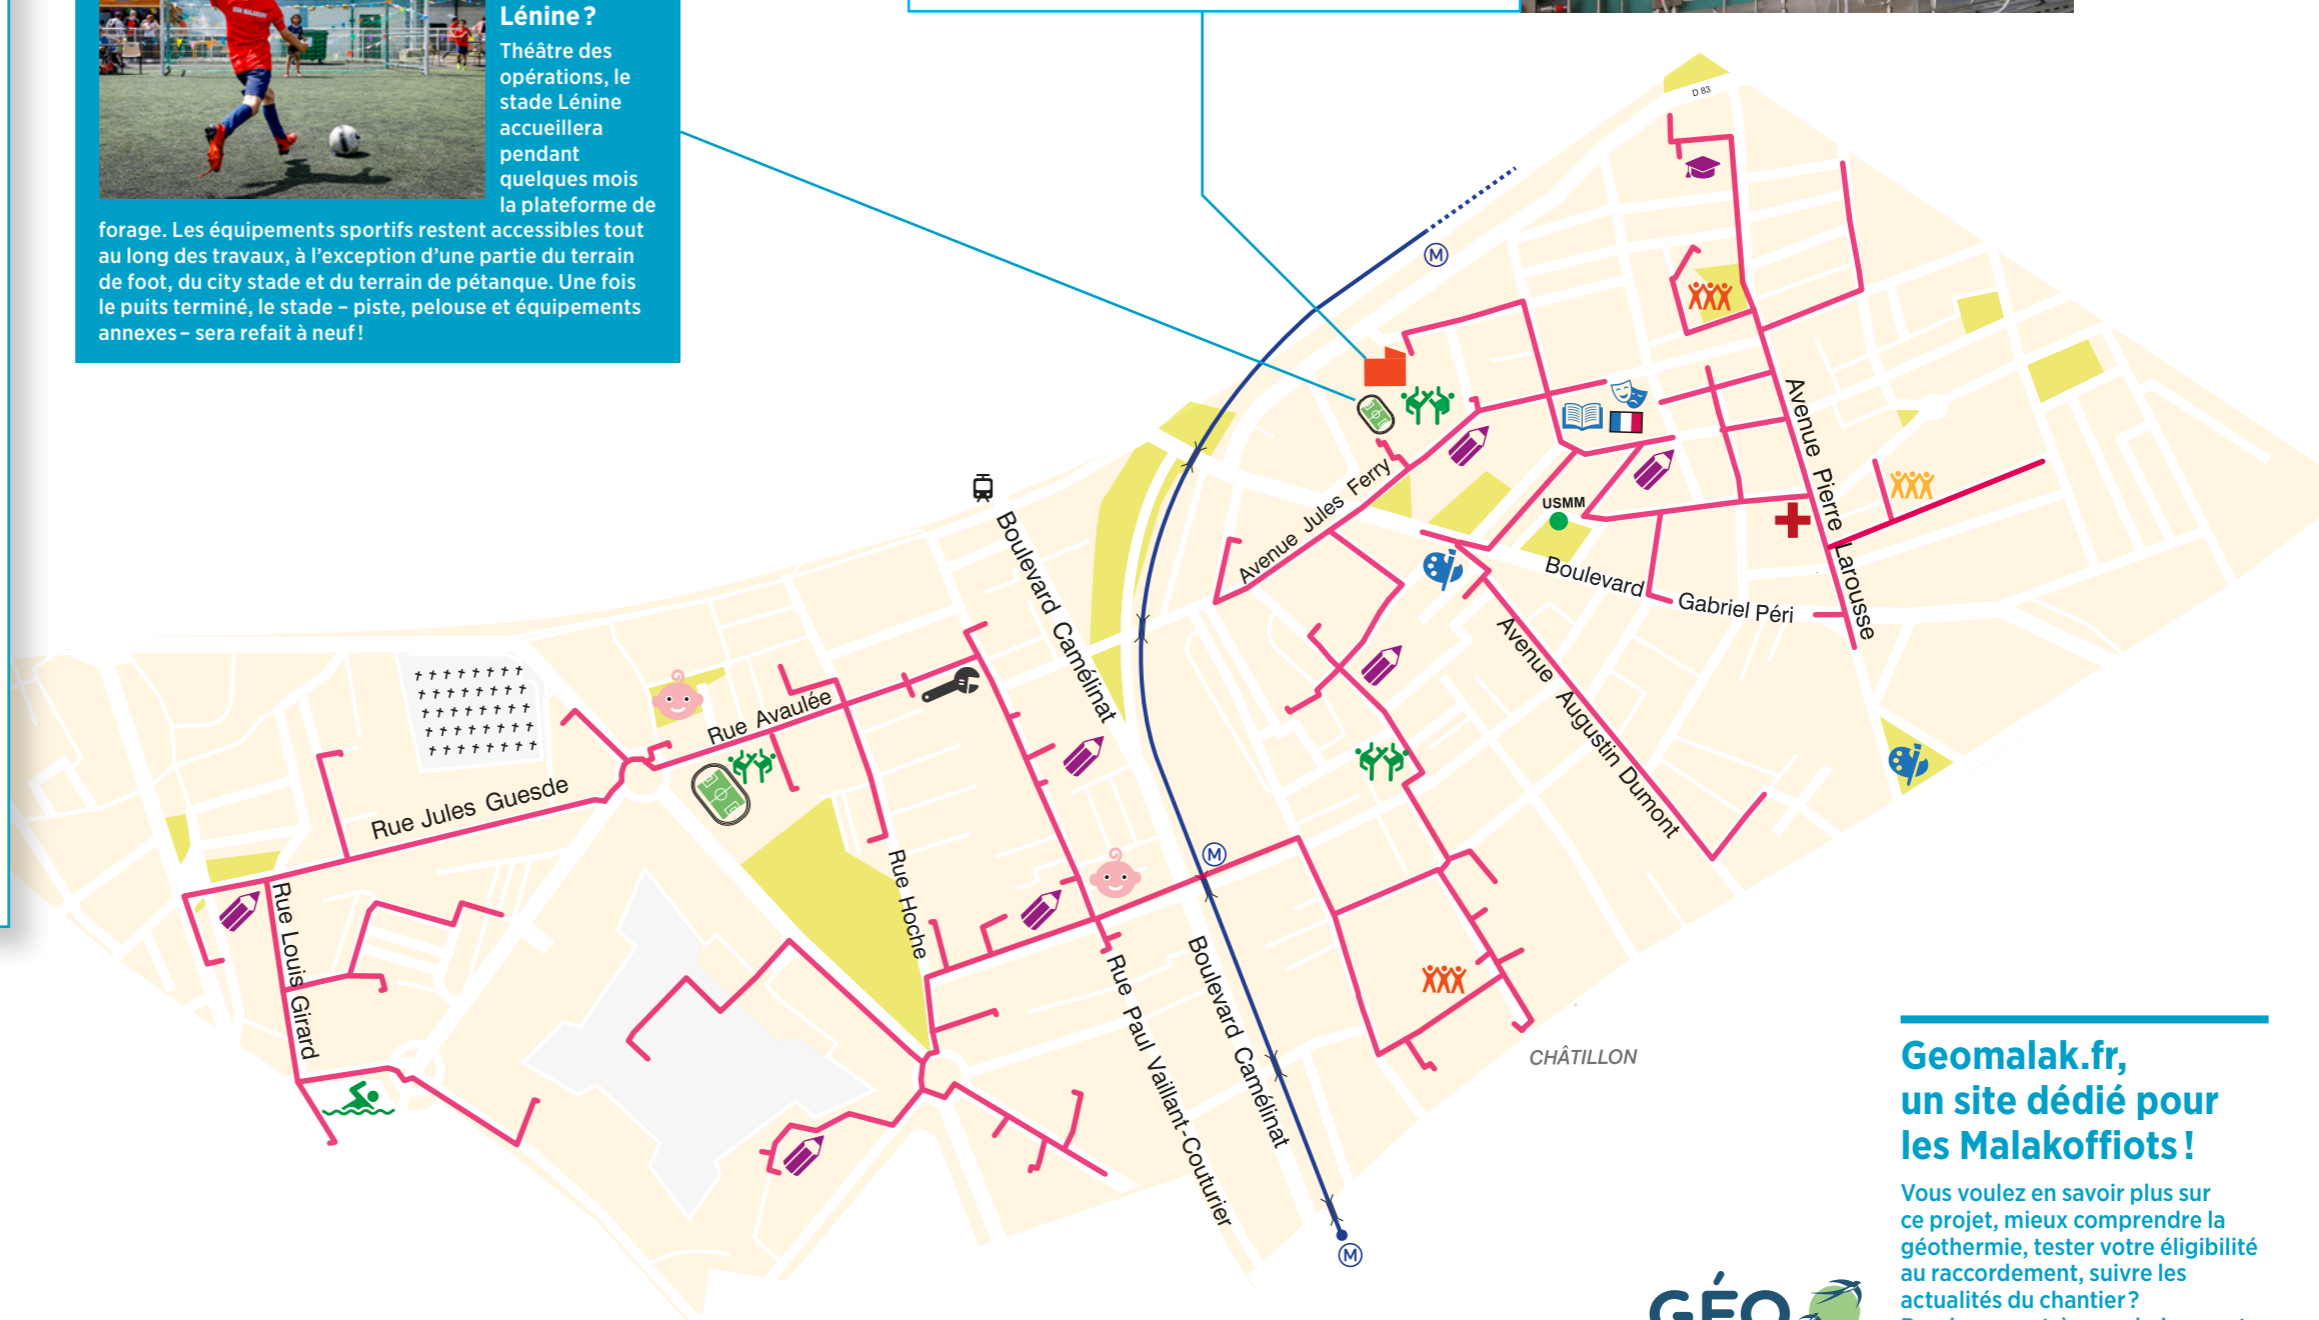 Lénine ?
Théâtre des
opérations, le
stade Lénine
accueillera
pendant
quelques mois
la plateforme de
forage. Les équipements sportifs restent accessibles tout
au long des travaux, à l'exception d'une partie du terrain
de foot, du city stade et du terrain de pétanque. Une fois
le puits terminé, le stade – piste, pelouse et équipements
annexes – sera refait à neuf !
D 83
M
Avenue Pierre Larousse
Avenue Jules Ferry
USMM
Boulevard Gabriel Péri
Avenue Augustin Dumont
Boulevard Camélinat
Rue Avaulée
Rue Jules Guesde
Rue Louis Girard
Rue Hoche
M
Rue Paul Vaillant-Couturier
Boulevard Camélinat
M
CHÂTILLON
Geomalak.fr,
un site dédié pour
les Malakoffiots !
Vous voulez en savoir plus sur
ce projet, mieux comprendre la
géothermie, tester votre éligibilité
au raccordement, suivre les
actualités du chantier ?
GÉO